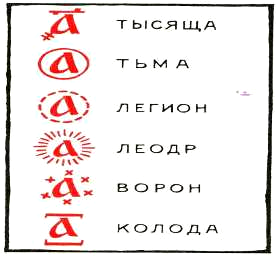 а ТЫСЯЩА
а ТЬМА
а ЛЕГИОН
а ЛЕОДР
а ВОРОН
а КОЛОДА